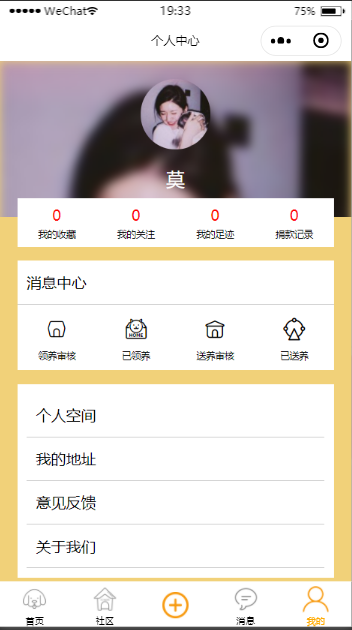 WeChat 19:33 75%
个人中心
莫
0 0 0 0
我的收藏 我的关注 我的足迹 捐款记录
消息中心
HOME
领养审核 已领养 送养审核 已送养
个人空间
我的地址
意见反馈
关于我们
首页 社区 消息 我的